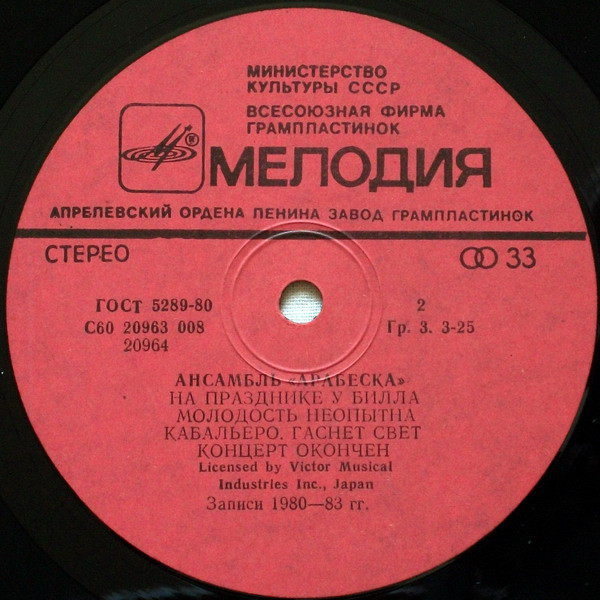 МИНИСТЕРСТВО
КУЛЬТУРЫ СССР
ВСЕСОЮЗНАЯ ФИРМА
ГРАМПЛАСТИНОК
МЕЛОДИЯ
АПРЕЛЕВСКИЙ ОРДЕНА ЛЕНИНА ЗАВОД ГРАМПЛАСТИНОК
СТЕРЕО 33
ГОСТ 5289-80 2
С60 20963 008 Гр. 3. 3-25
20964
АНСАМБЛЬ «АРАБЕСКА»
НА ПРАЗДНИКЕ У БИЛЛА
МОЛОДОСТЬ НЕОПЫТНА
КАБАЛЬЕРО. ГАСНЕТ СВЕТ
КОНЦЕРТ ОКОНЧЕН
Licensed by Victor Musical
Industries Inc., Japan
Записи 1980—83 гг.